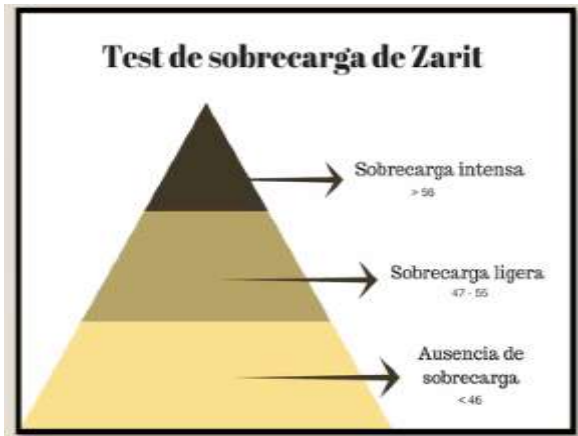 Test de sobrecarga de Zarit
Sobrecarga intensa
> 56
Sobrecarga ligera
47 - 55
Ausencia de
sobrecarga
< 46